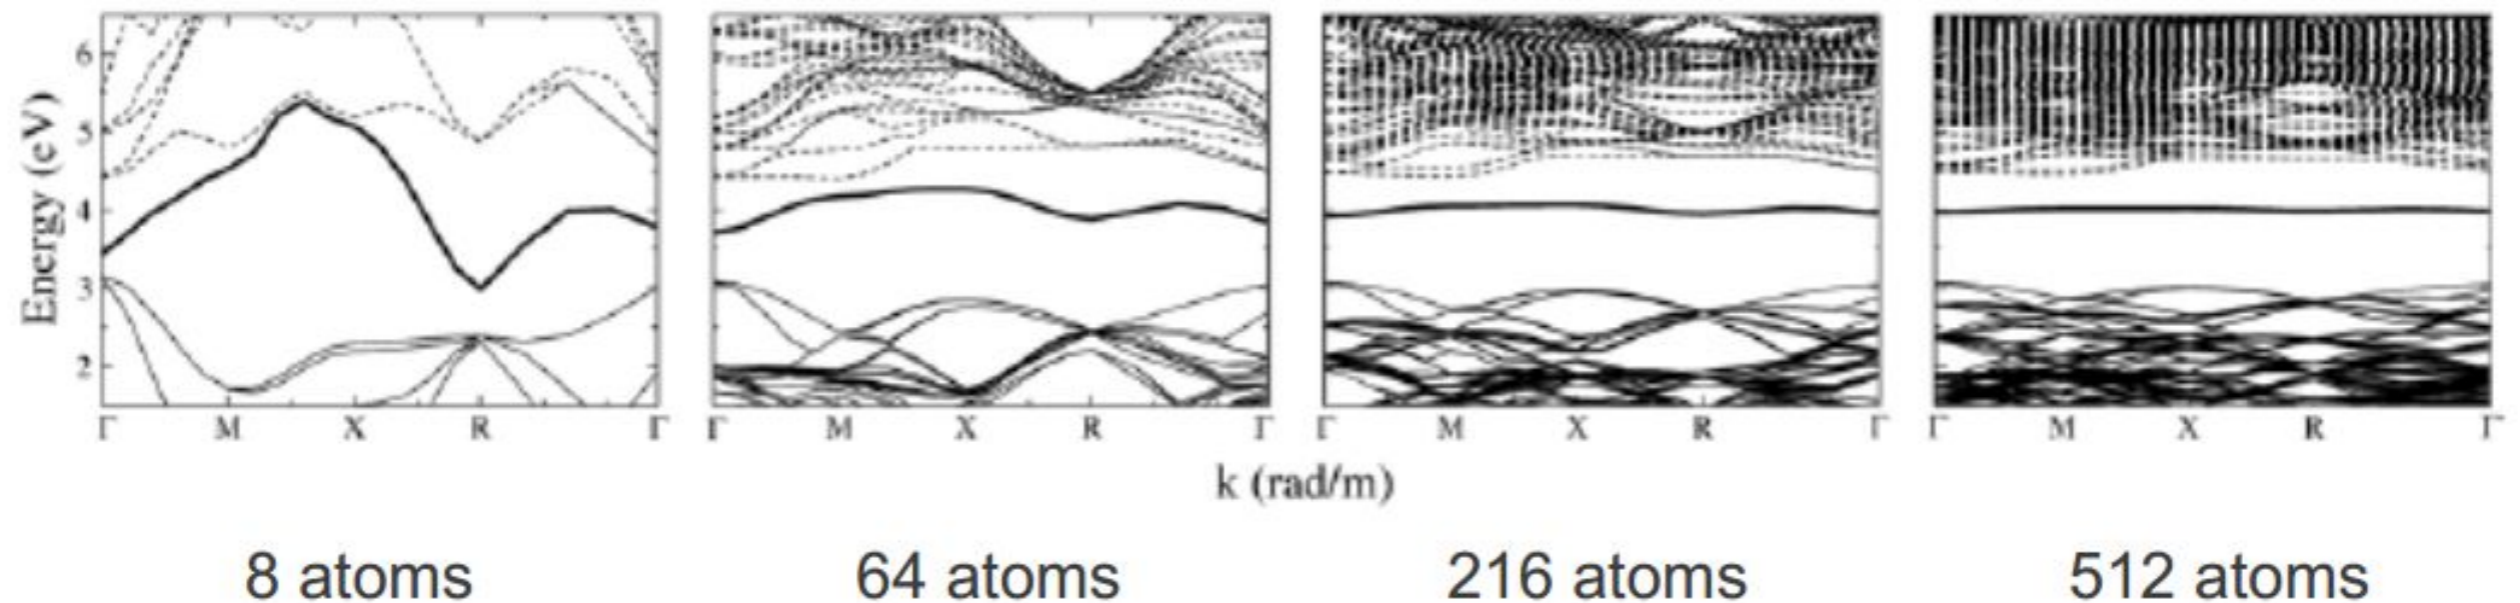 Energy (eV)
6
5
4
3
2
Γ M X R Γ
Γ M X R Γ
Γ M X R Γ
Γ M X R Γ
k (rad/m)
8 atoms
64 atoms
216 atoms
512 atoms